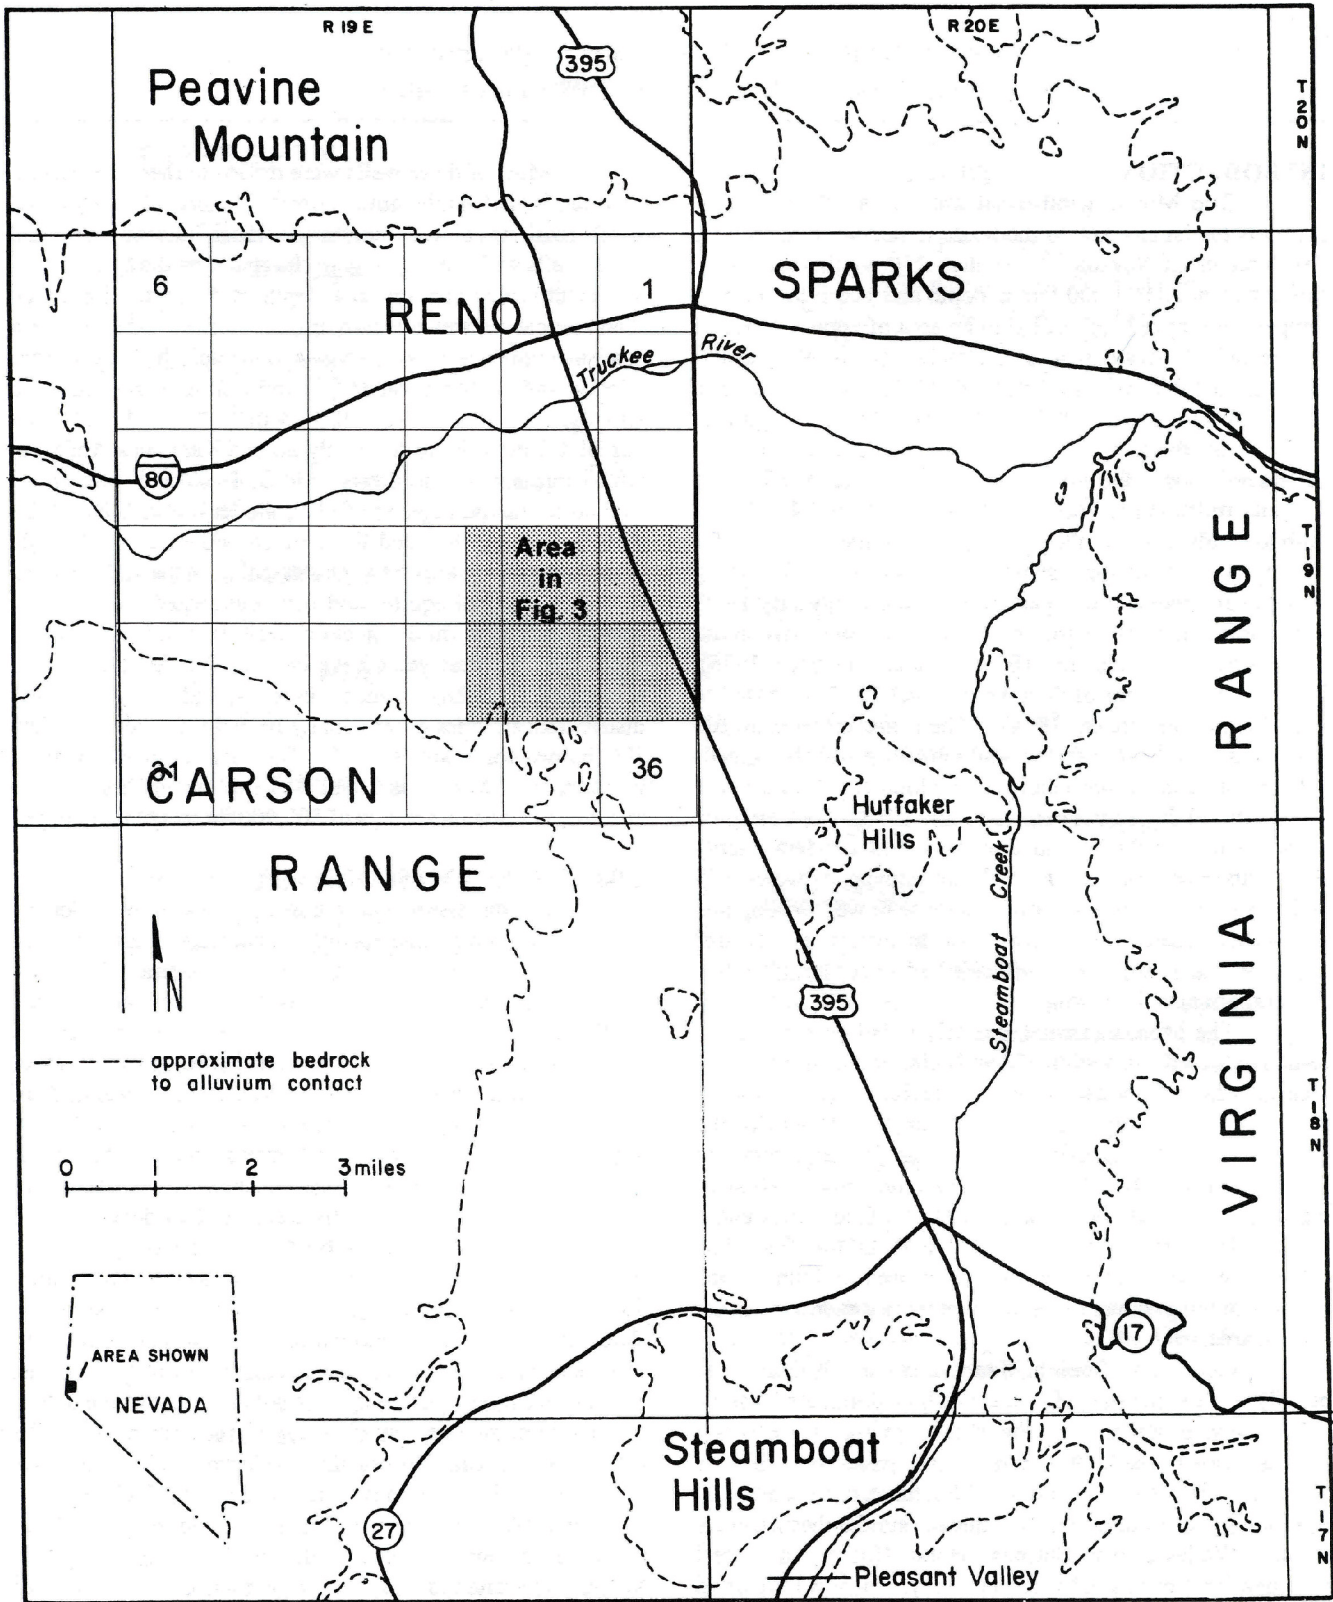 R 19 E
R 20 E
395
Peavine
Mountain
T
20
N
6
1
SPARKS
RENO
Truckee River
80
Area
in
Fig. 3
T
19
N
31
36
CARSON
RANGE
Huffaker
Hills
Steamboat Creek
VIRGINIA RANGE
N
395
approximate bedrock
to alluvium contact
T
18
N
0 1 2 3 miles
AREA SHOWN
NEVADA
17
Steamboat
Hills
27
T
17
N
Pleasant Valley